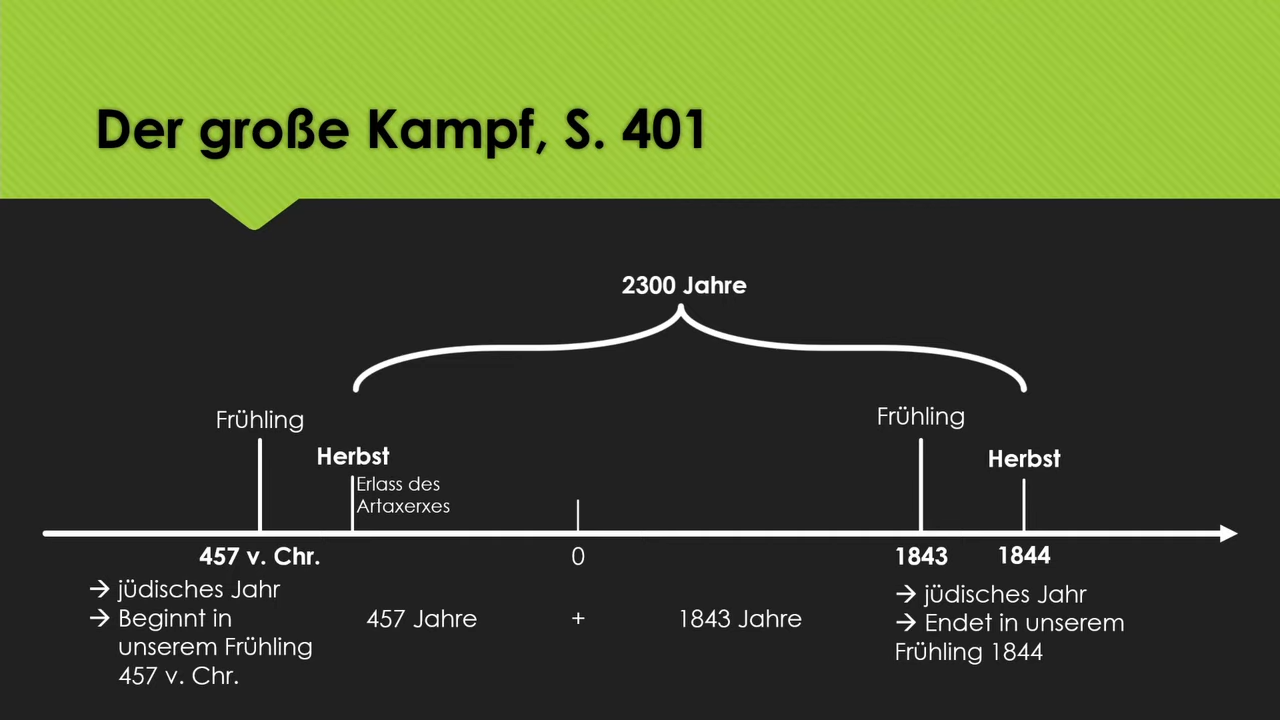 Der große Kampf, S. 401
2300 Jahre
Frühling
Herbst
Erlass des
Artaxerxes
Frühling
Herbst
457 v. Chr.
0
1843
1844
→ jüdisches Jahr
→ Beginnt in
unserem Frühling
457 v. Chr.
457 Jahre + 1843 Jahre
→ jüdisches Jahr
→ Endet in unserem
Frühling 1844